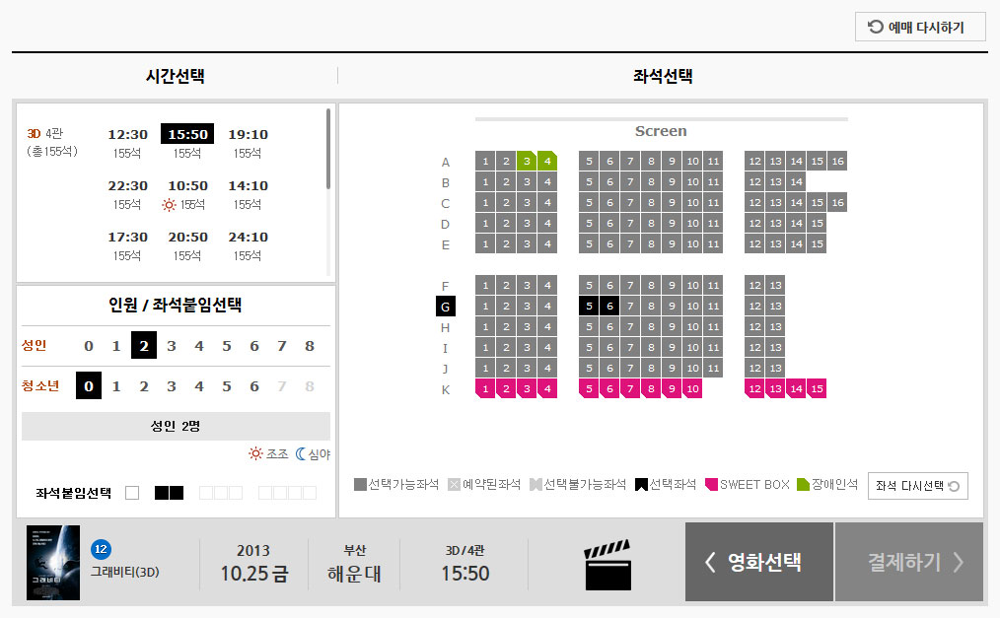 예매 다시하기
시간선택
좌석선택
3D 4관
(총155석)
12:30 15:50 19:10
155석 155석 155석
22:30 10:50 14:10
155석 155석 155석
17:30 20:50 24:10
155석 155석 155석
인원 / 좌석붙임선택
성인 0 1 2 3 4 5 6 7 8
청소년 0 1 2 3 4 5 6 7 8
성인 2명
조조 심야
좌석붙임선택
Screen
A 1 2 3 4 5 6 7 8 9 10 11 12 13 14 15 16
B 1 2 3 4 5 6 7 8 9 10 11 12 13 14
C 1 2 3 4 5 6 7 8 9 10 11 12 13 14 15 16
D 1 2 3 4 5 6 7 8 9 10 11 12 13 14 15
E 1 2 3 4 5 6 7 8 9 10 11 12 13 14 15
F 1 2 3 4 5 6 7 8 9 10 11 12 13
G 1 2 3 4 5 6 7 8 9 10 11 12 13
H 1 2 3 4 5 6 7 8 9 10 11 12 13
I 1 2 3 4 5 6 7 8 9 10 11 12 13
J 1 2 3 4 5 6 7 8 9 10 11 12 13
K 1 2 3 4 5 6 7 8 9 10 12 13 14 15
선택가능좌석 예약된좌석 선택불가능좌석 선택좌석 SWEET BOX 장애인석
좌석 다시선택
그래비티
12
그래비티(3D)
2013
10.25 금
부산
해운대
3D/4관
15:50
영화선택
결제하기